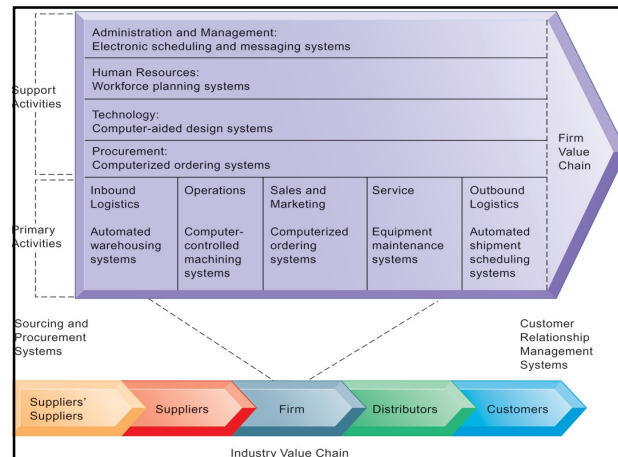 Administration and Management:
Electronic scheduling and messaging systems
Human Resources:
Workforce planning systems
Support
Activities
Technology:
Computer-aided design systems
Procurement:
Computerized ordering systems
Firm
Value
Chain
Primary
Activities
Inbound
Logistics
Automated
warehousing
systems
Operations
Computer-
controlled
machining
systems
Sales and
Marketing
Computerized
ordering
systems
Service
Equipment
maintenance
systems
Outbound
Logistics
Automated
shipment
scheduling
systems
Sourcing and
Procurement
Systems
Customer
Relationship
Management
Systems
Suppliers’
Suppliers
Suppliers
Firm
Distributors
Customers
Industry Value Chain